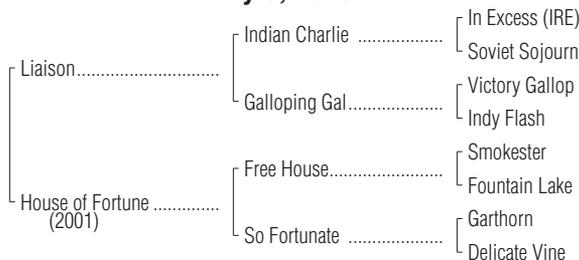 In Excess (IRE)
Indian Charlie ..................
Soviet Sojourn
Liaison..............................
Victory Gallop
Galloping Gal....................
Indy Flash
Smokester
Free House........................
Fountain Lake
House of Fortune ..............
(2001)
Garthorn
So Fortunate ....................
Delicate Vine